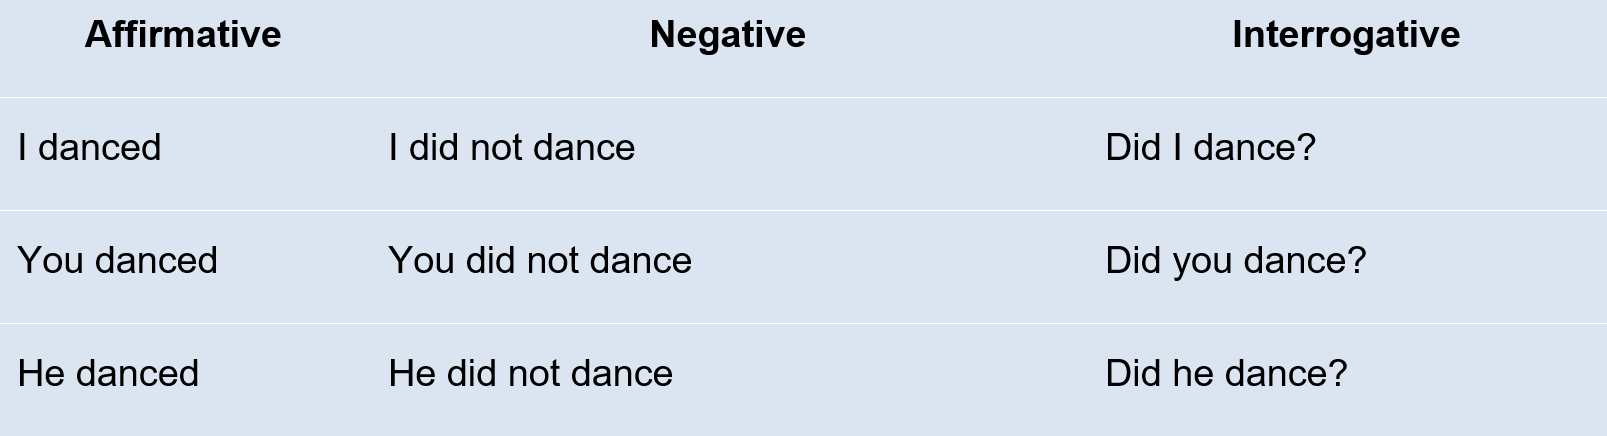 Affirmative Negative Interrogative
I danced I did not dance Did I dance?
You danced You did not dance Did you dance?
He danced He did not dance Did he dance?